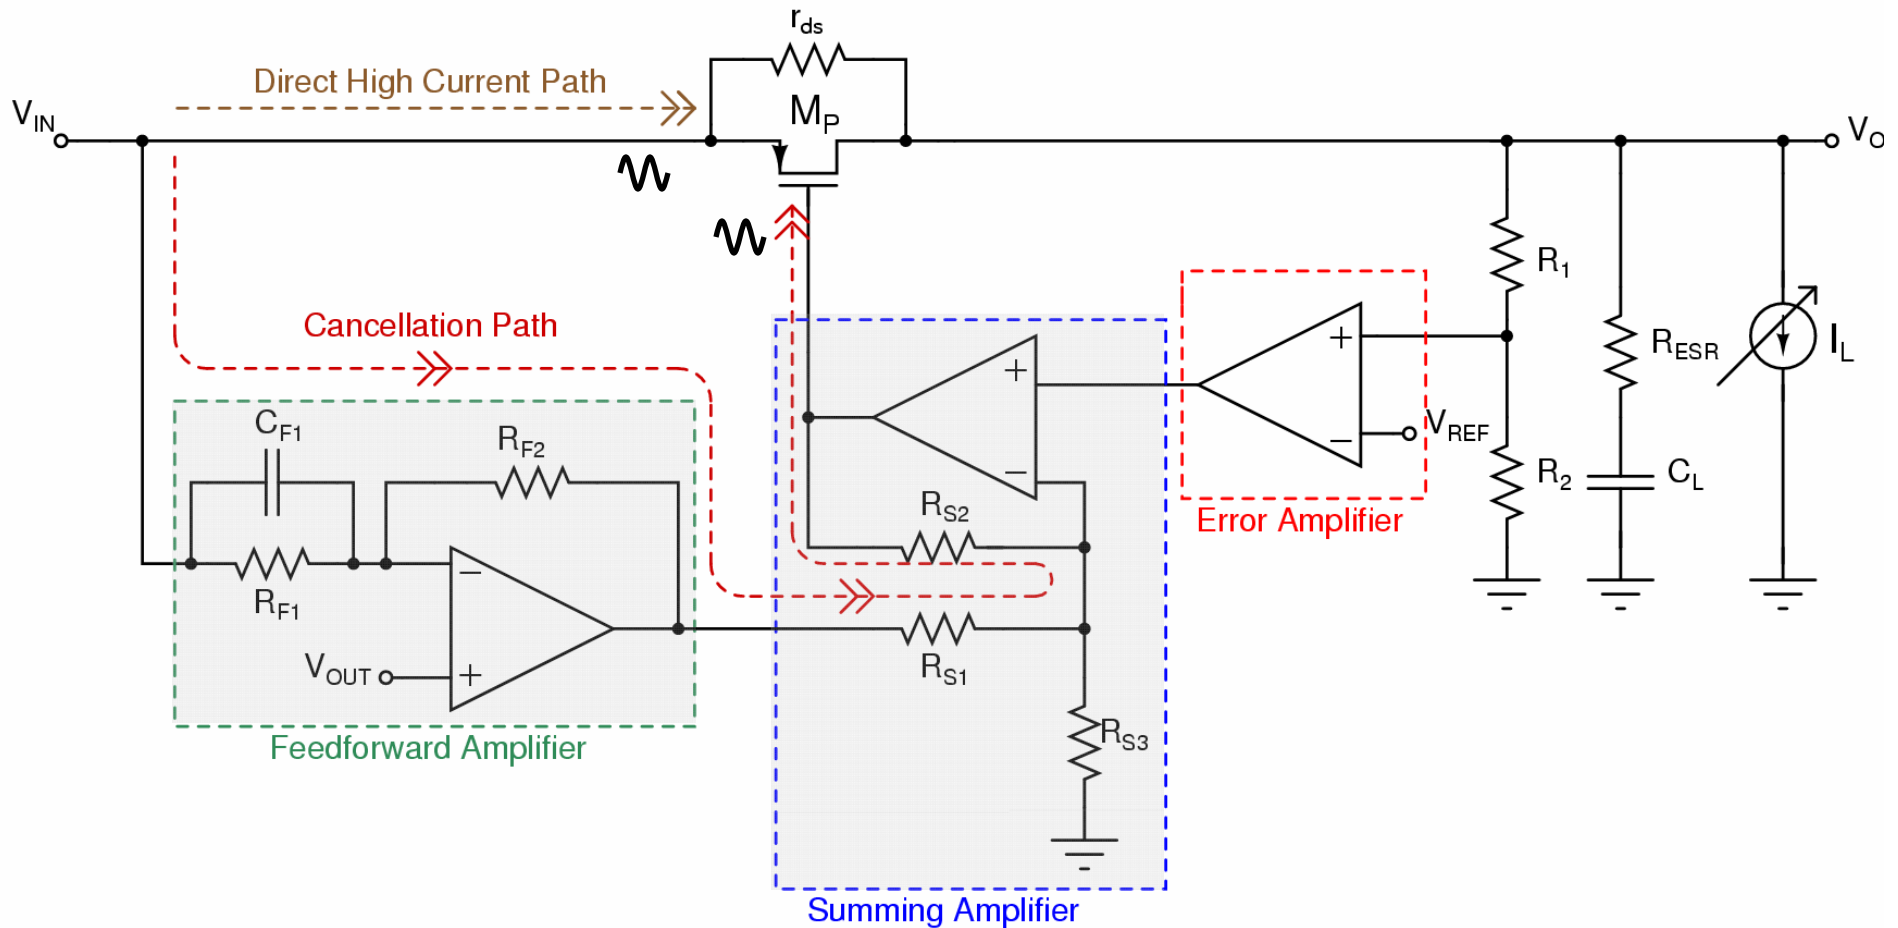 r_ds
Direct High Current Path
V_IN
M_P
V_O
R_1
+
Cancellation Path
R_ESR
I_L
+
C_F1
V_REF
−
R_F2
−
R_2
C_L
R_S2
Error Amplifier
−
R_F1
V_OUT
+
R_S1
R_S3
Feedforward Amplifier
Summing Amplifier